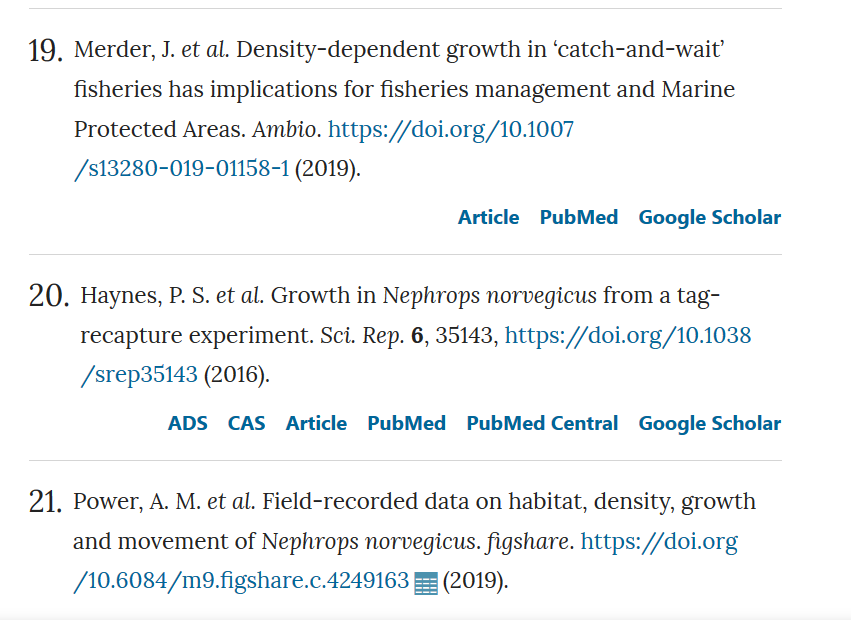 19. Merder, J. et al. Density-dependent growth in ‘catch-and-wait’
fisheries has implications for fisheries management and Marine
Protected Areas. Ambio. https://doi.org/10.1007
/s13280-019-01158-1 (2019).
Article PubMed Google Scholar
20. Haynes, P. S. et al. Growth in Nephrops norvegicus from a tag-
recapture experiment. Sci. Rep. 6, 35143, https://doi.org/10.1038
/srep35143 (2016).
ADS CAS Article PubMed PubMed Central Google Scholar
21. Power, A. M. et al. Field-recorded data on habitat, density, growth
and movement of Nephrops norvegicus. figshare. https://doi.org
/10.6084/m9.figshare.c.4249163 (2019).